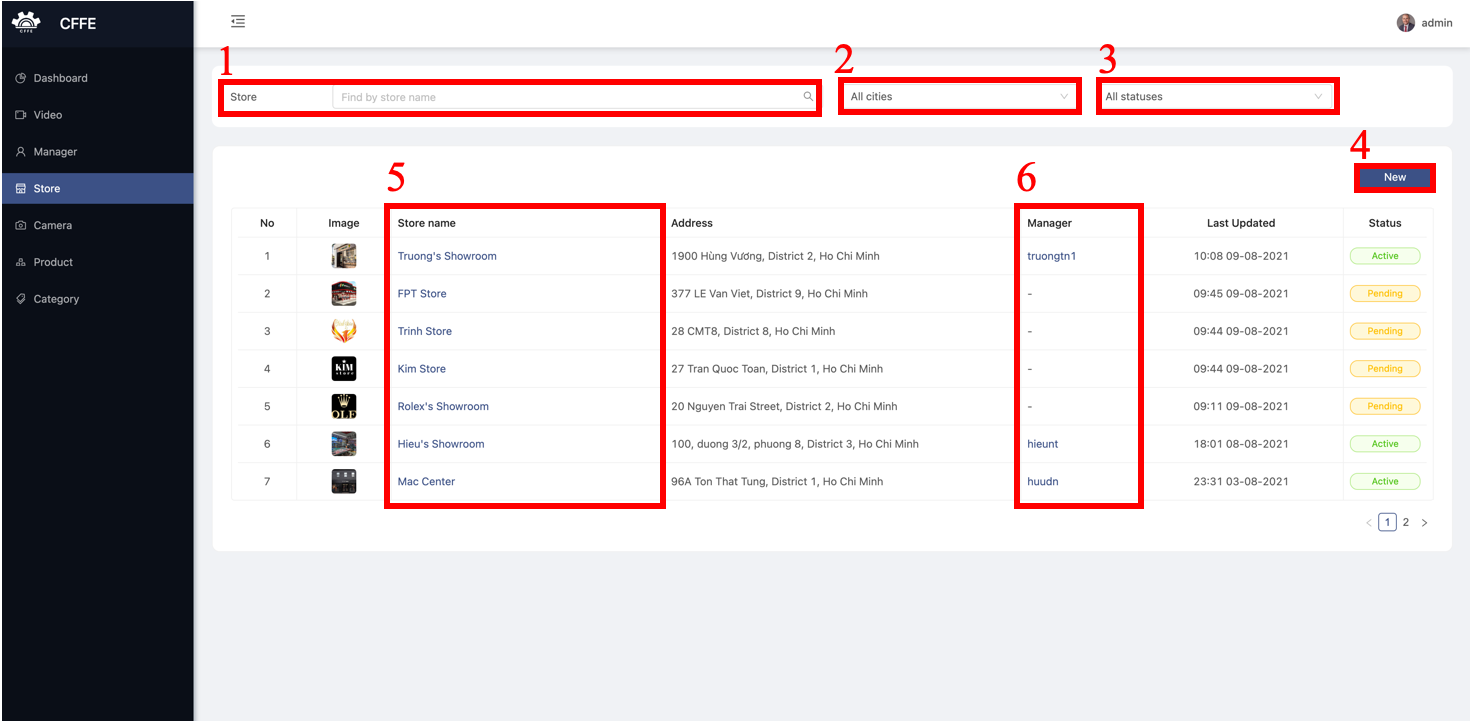 CFFE
CFFE
admin
Dashboard
Video
Manager
Store
Camera
Product
Category
1
2
3
Store Find by store name
All cities
All statuses
4
New
5
6
No Image Store name Address Manager Last Updated Status
1 Truong's Showroom 1900 Hùng Vương, District 2, Ho Chi Minh truongtn1 10:08 09-08-2021 Active
2 FPT Store 377 LE Van Viet, District 9, Ho Chi Minh - 09:45 09-08-2021 Pending
3 Trinh Store 28 CMT8, District 8, Ho Chi Minh - 09:44 09-08-2021 Pending
4 KIM store Kim Store 27 Tran Quoc Toan, District 1, Ho Chi Minh - 09:44 09-08-2021 Pending
5 OLE Rolex's Showroom 20 Nguyen Trai Street, District 2, Ho Chi Minh - 09:11 09-08-2021 Pending
6 Hieu's Showroom 100, duong 3/2, phuong 8, District 3, Ho Chi Minh hieunt 18:01 08-08-2021 Active
7 Mac Center 96A Ton That Tung, District 1, Ho Chi Minh huudn 23:31 03-08-2021 Active
< 1 2 >